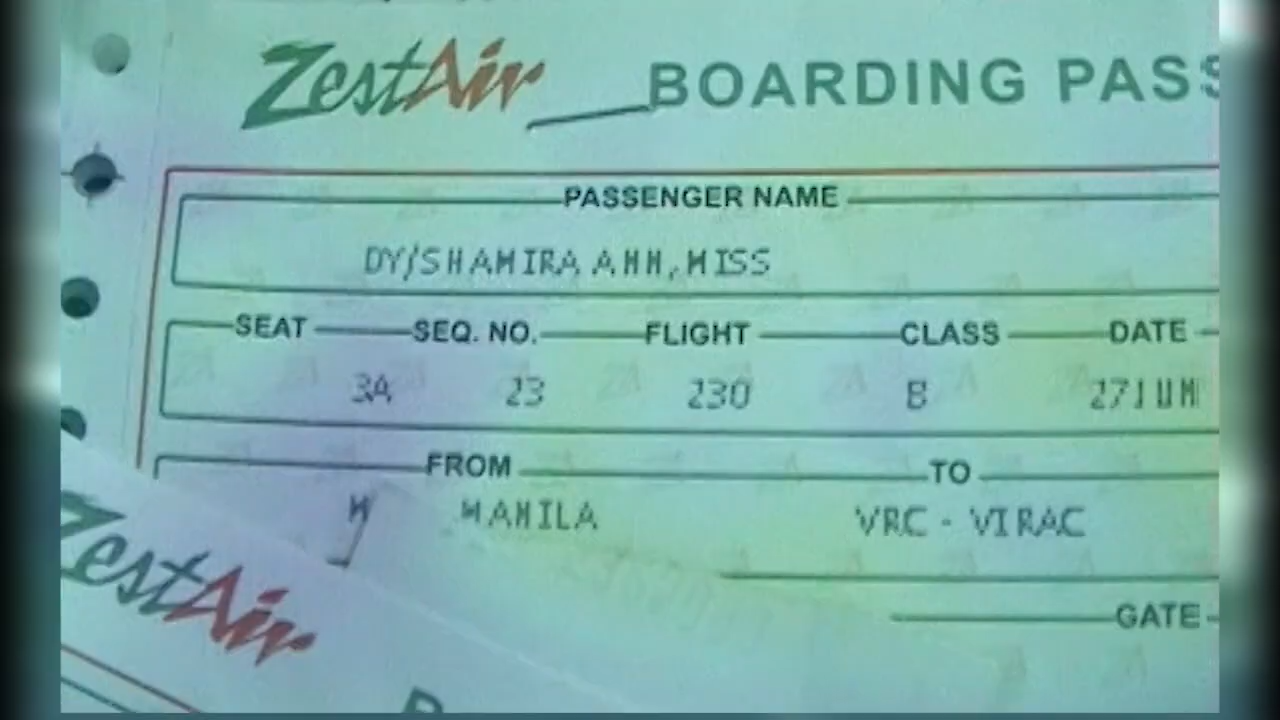 ZestAir BOARDING PASS
PASSENGER NAME
DY/SHAMIRA ANN,MISS
SEAT SEQ. NO. FLIGHT CLASS DATE
3A 23 230 B 27JUN
FROM TO
MANILA VRC - VIRAC
GATE
ZestAir